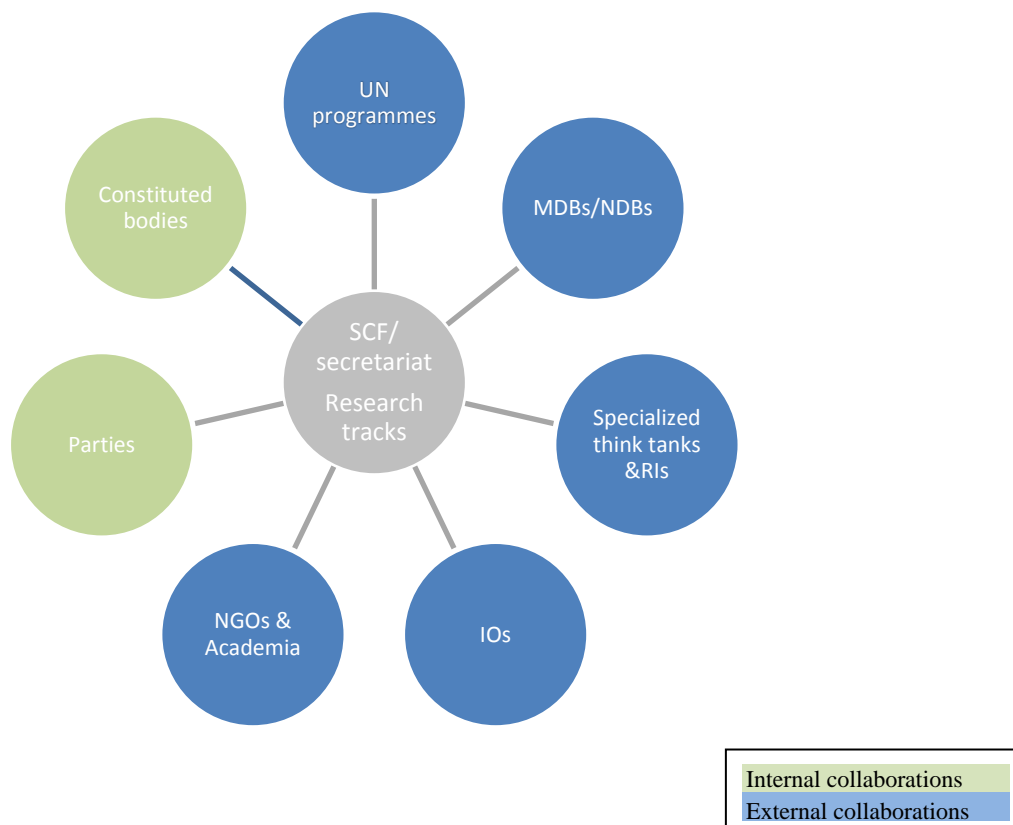 UN
programmes
Constituted
bodies
MDBs/NDBs
SCF/
secretariat
Research
tracks
Parties
Specialized
think tanks
&RIs
NGOs &
Academia
IOs
Internal collaborations
External collaborations